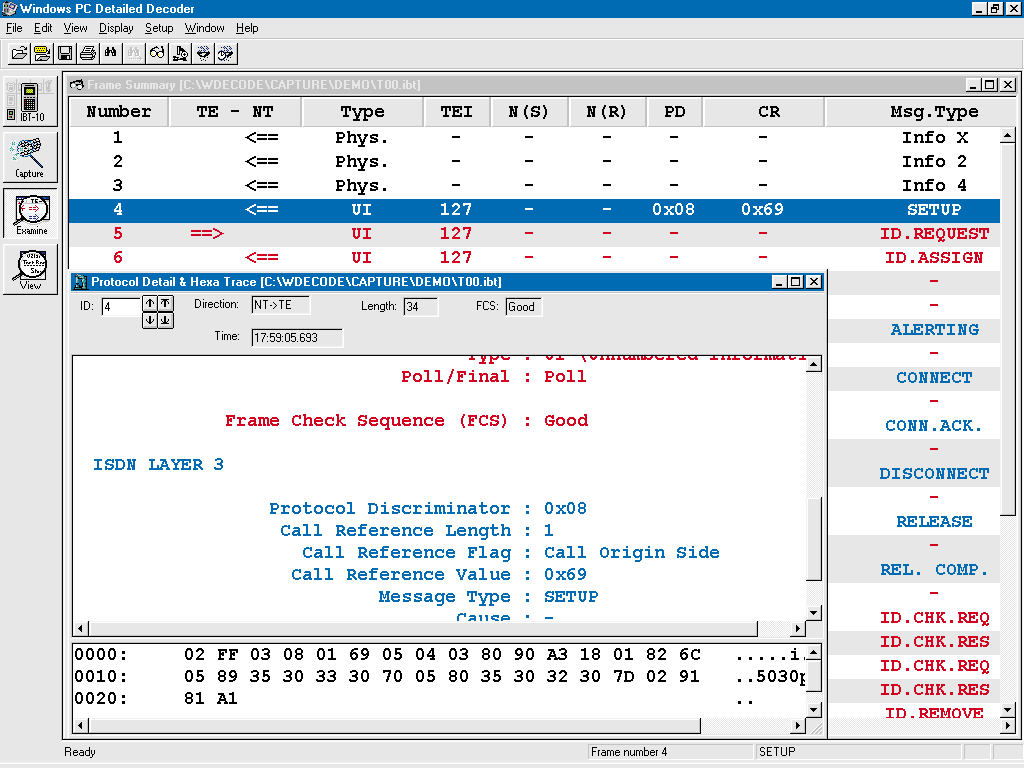 Windows PC Detailed Decoder
File Edit View Display Setup Window Help
IBT-10
Capture
Examine
View
Frame Summary [C:\WDECODE\CAPTURE\DEMO\T00.ibt]
Number TE - NT Type TEI N(S) N(R) PD CR Msg.Type
1 <== Phys. - - - - - Info X
2 <== Phys. - - - - - Info 2
3 <== Phys. - - - - - Info 4
4 <== UI 127 - - 0x08 0x69 SETUP
5 ==> UI 127 - - - - ID.REQUEST
6 <== UI 127 - - - - ID.ASSIGN
-
-
ALERTING
-
CONNECT
-
CONN.ACK.
-
DISCONNECT
-
RELEASE
-
REL. COMP.
-
ID.CHK.REQ
ID.CHK.RES
ID.CHK.REQ
ID.CHK.RES
ID.REMOVE
Protocol Detail & Hexa Trace [C:\WDECODE\CAPTURE\DEMO\T00.ibt]
ID: 4 Direction: NT->TE Length: 34 FCS: Good
Time: 17:59:05.693
Type : UI (Unnumbered Informati
Poll/Final : Poll
Frame Check Sequence (FCS) : Good
ISDN LAYER 3
Protocol Discriminator : 0x08
Call Reference Length : 1
Call Reference Flag : Call Origin Side
Call Reference Value : 0x69
Message Type : SETUP
Cause : -
0000: 02 FF 03 08 01 69 05 04 03 80 90 A3 18 01 82 6C .....i.
0010: 05 89 35 30 33 30 70 05 80 35 30 32 30 7D 02 91 ..5030p
0020: 81 A1 ..
Ready Frame number 4 SETUP